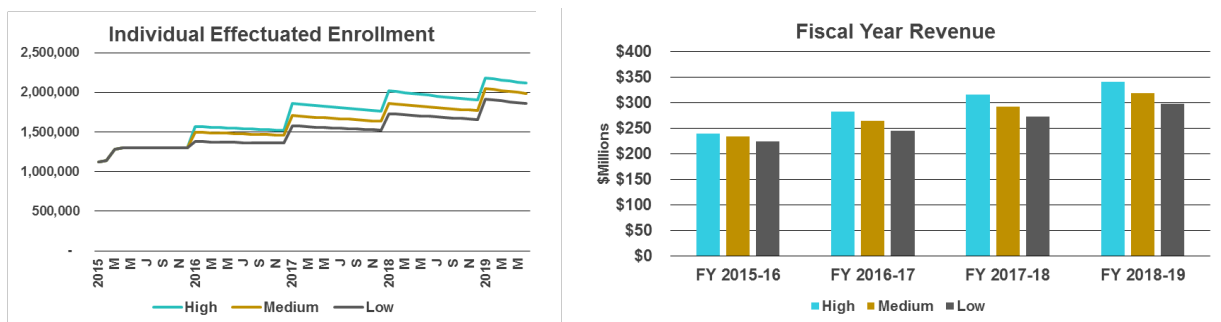 Individual Effectuated Enrollment
2,500,000
2,000,000
1,500,000
1,000,000
500,000
-
2015 M M J S N 2016 M M J S N 2017 M M J S N 2018 M M J S N 2019 M M
High Medium Low
Fiscal Year Revenue
$Millions
$400
$350
$300
$250
$200
$150
$100
$50
$0
FY 2015-16 FY 2016-17 FY 2017-18 FY 2018-19
High Medium Low